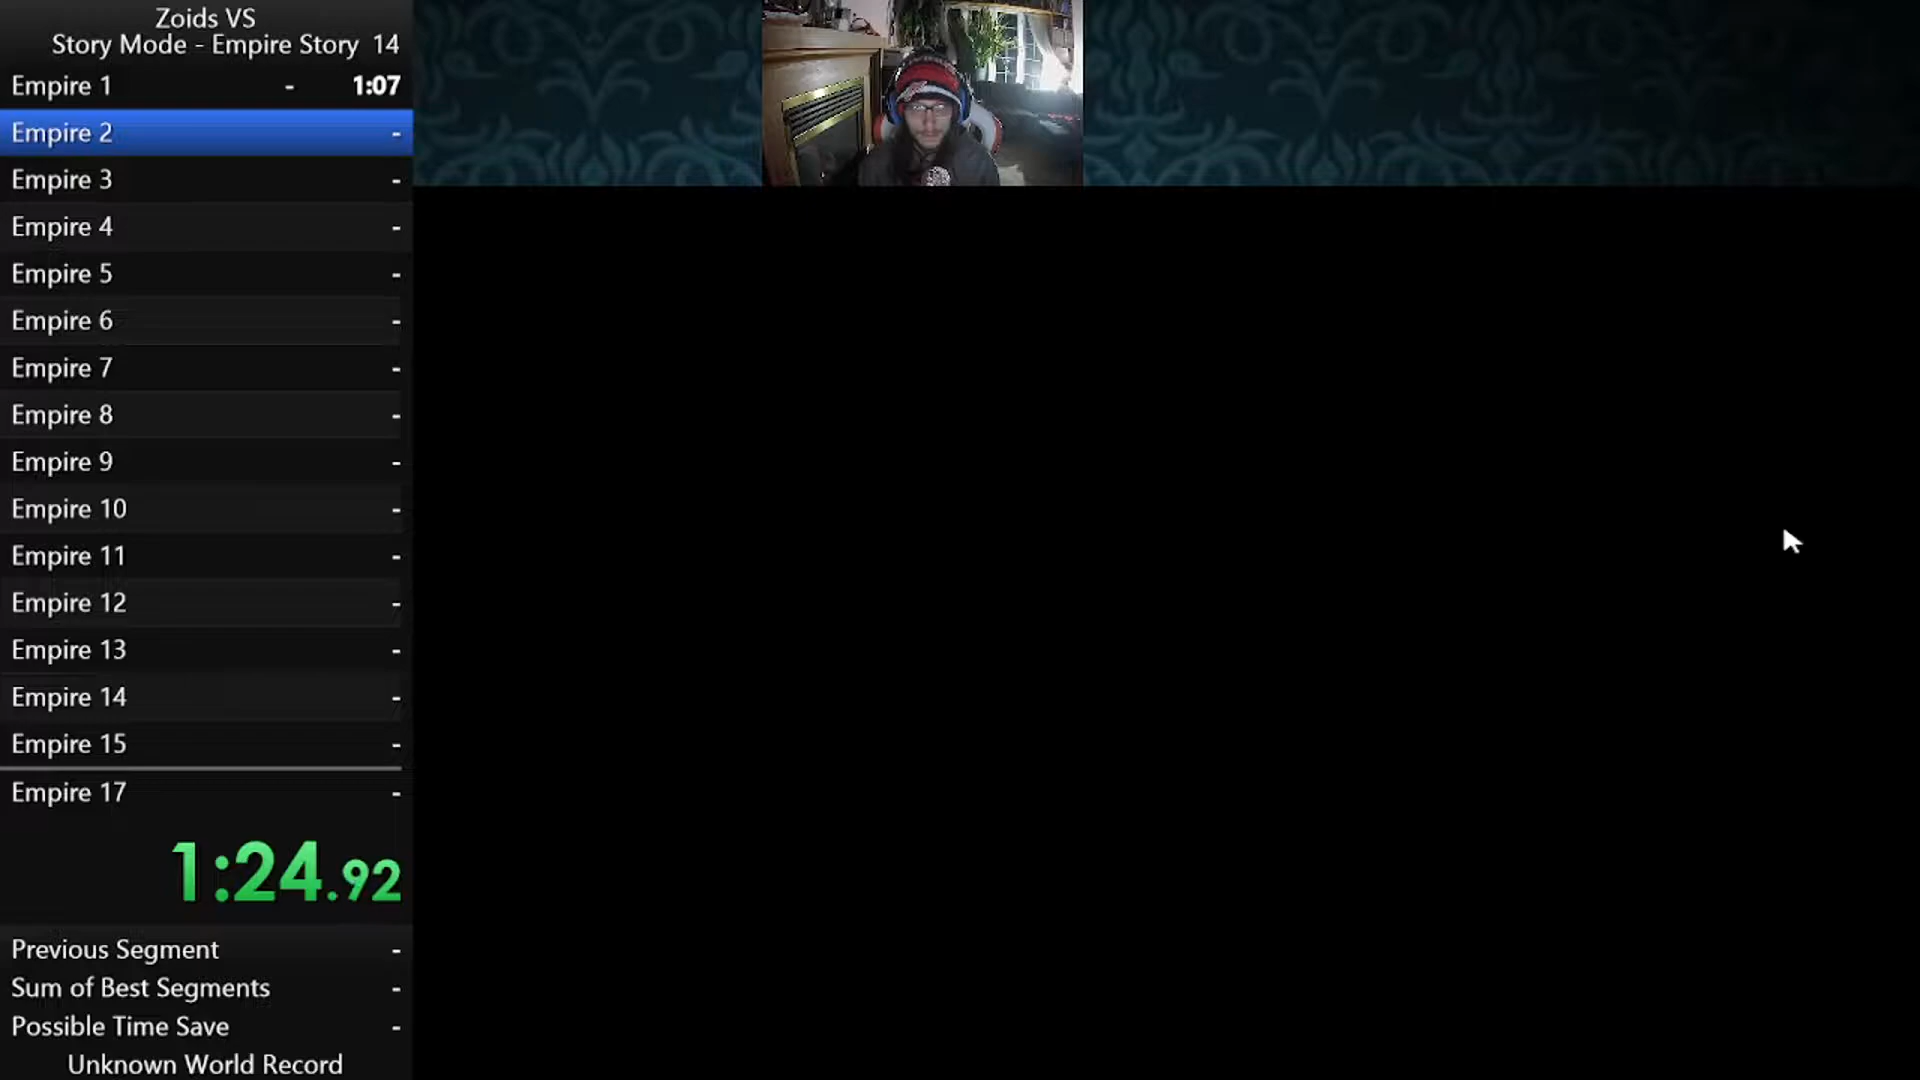 Zoids VS
Story Mode - Empire Story 14
Empire 1 - 1:07
Empire 2 -
Empire 3 -
Empire 4 -
Empire 5 -
Empire 6 -
Empire 7 -
Empire 8 -
Empire 9 -
Empire 10 -
Empire 11 -
Empire 12 -
Empire 13 -
Empire 14 -
Empire 15 -
Empire 17 -
1:24.92
Previous Segment -
Sum of Best Segments -
Possible Time Save -
Unknown World Record